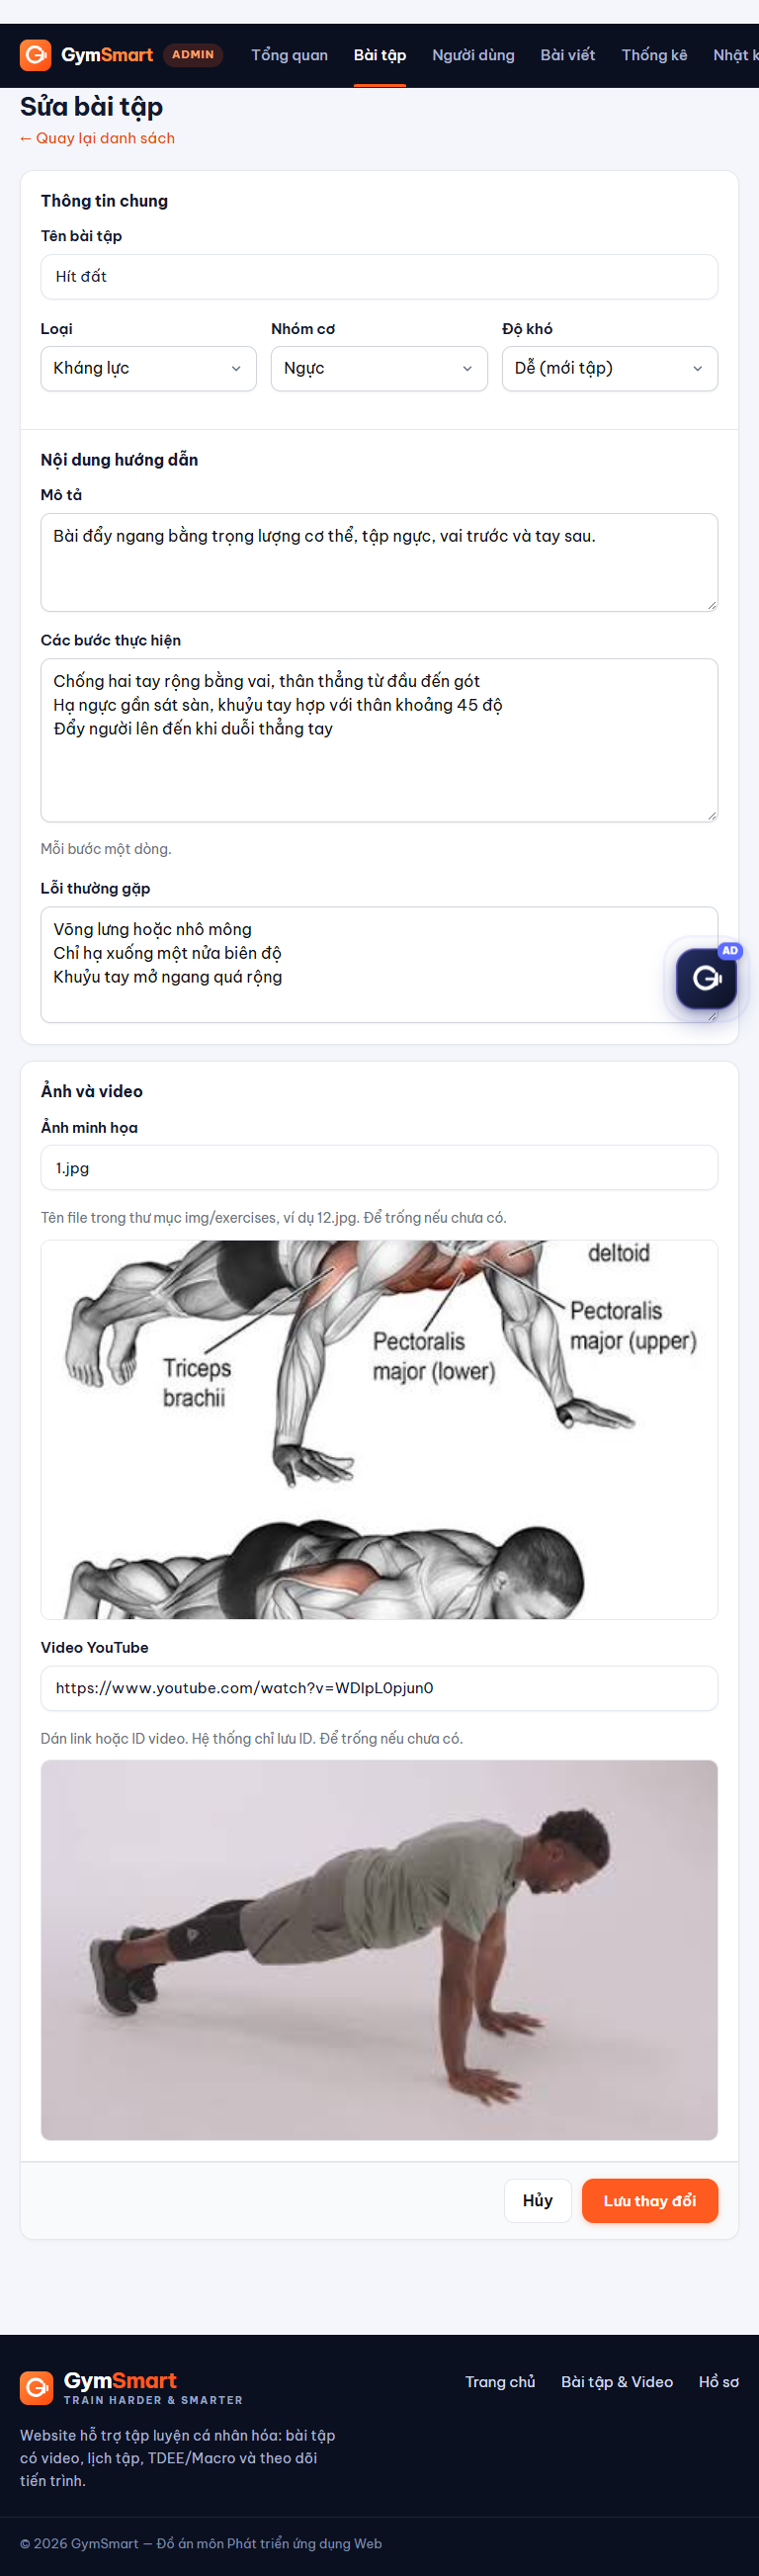 GymSmart ADMIN Tổng quan Bài tập Người dùng Bài viết Thống kê Nhật
Sửa bài tập
← Quay lại danh sách
Thông tin chung
Tên bài tập
Hít đất
Loại Nhóm cơ Độ khó
Kháng lực Ngực Dễ (mới tập)
Nội dung hướng dẫn
Mô tả
Bài đẩy ngang bằng trọng lượng cơ thể, tập ngực, vai trước và tay sau.
Các bước thực hiện
Chống hai tay rộng bằng vai, thân thẳng từ đầu đến gót
Hạ ngực gần sát sàn, khuỷu tay hợp với thân khoảng 45 độ
Đẩy người lên đến khi duỗi thẳng tay
Mỗi bước một dòng.
Lỗi thường gặp
Võng lưng hoặc nhô mông
Chỉ hạ xuống một nửa biên độ
Khuỷu tay mở ngang quá rộng
AD
Ảnh và video
Ảnh minh họa
1.jpg
Tên file trong thư mục img/exercises, ví dụ 12.jpg. Để trống nếu chưa có.
deltoid
Pectoralis
major (upper)
Pectoralis
major (lower)
Triceps
brachii
Video YouTube
https://www.youtube.com/watch?v=WDIpL0pjun0
Dán link hoặc ID video. Hệ thống chỉ lưu ID. Để trống nếu chưa có.
Hủy Lưu thay đổi
GymSmart
TRAIN HARDER & SMARTER
Trang chủ Bài tập & Video Hồ sơ
Website hỗ trợ tập luyện cá nhân hóa: bài tập
có video, lịch tập, TDEE/Macro và theo dõi
tiến trình.
© 2026 GymSmart — Đồ án môn Phát triển ứng dụng Web